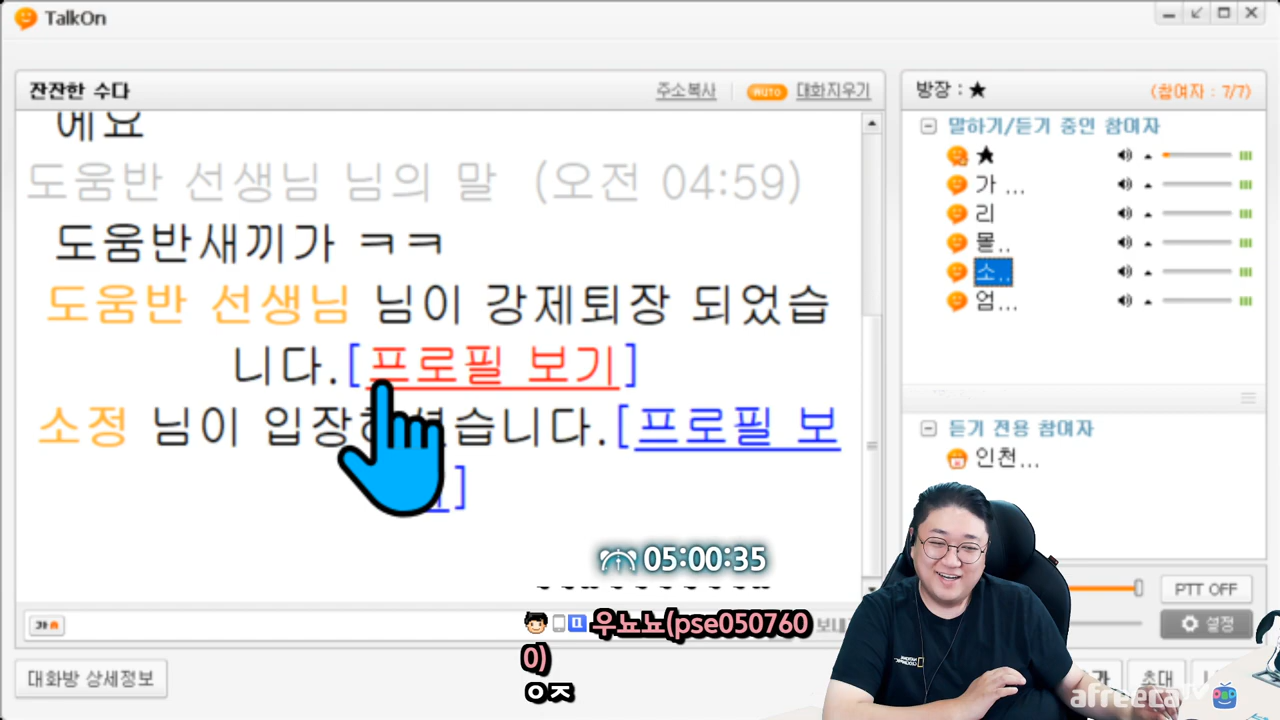 TalkOn
잔잔한 수다
주소복사
AUTO
대화지우기
방장 : ★
(참여자 : 7/7)
에요
도움반 선생님 님의 말 (오전 04:59)
도움반새끼가 ㅋㅋ
도움반 선생님 님이 강제퇴장 되었습
니다.[프로필 보기]
소정 님이 입장하셨습니다.[프로필 보
기]
말하기/듣기 중인 참여자
★
가 ...
리
몰..
소..
엄...
듣기 전용 참여자
인천...
05:00:35
우뇨뇨(pse050760
0)
ㅇㅈ
가
보내
PTT OFF
설정
대화방 상세정보
초대
afreecaTV